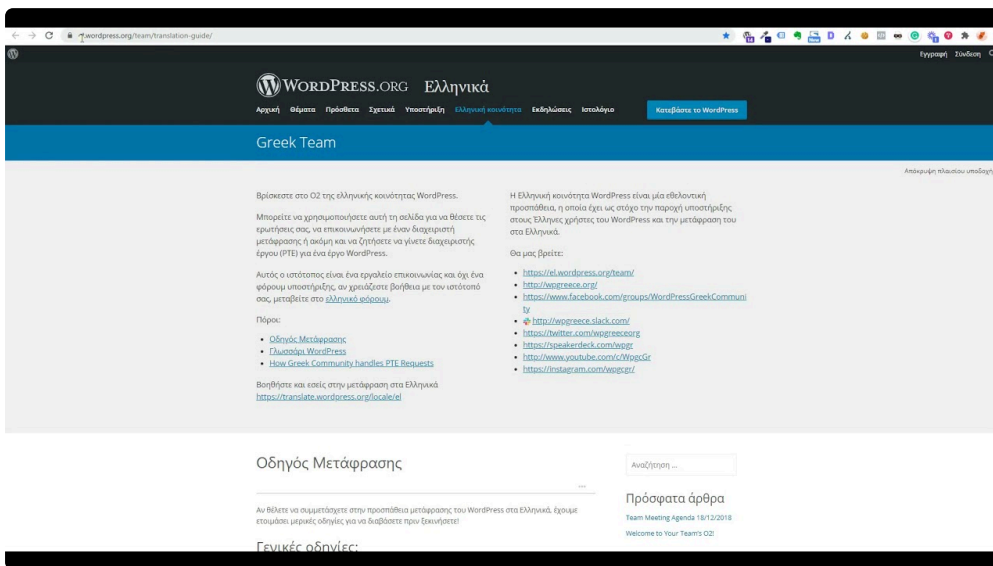 wordpress.org/team/translation-guide/
Εγγραφή Σύνδεση
WORDPRESS.ORG Ελληνικά
Αρχική Θέματα Πρόσθετα Σχετικά Υποστήριξη Ελληνική κοινότητα Εκδηλώσεις Ιστολόγιο Κατεβάστε το WordPress
Greek Team
Απόκρυψη πλαισίου υποδοχή
Βρίσκεστε στο O2 της ελληνικής κοινότητας WordPress.
Μπορείτε να χρησιμοποιήσετε αυτή τη σελίδα για να θέσετε τις
ερωτήσεις σας, να επικοινωνήσετε με έναν διαχειριστή
μετάφρασης ή ακόμη και να ζητήσετε να γίνετε διαχειριστής
έργου (PTE) για ένα έργο WordPress.
Αυτός ο ιστότοπος είναι ένα εργαλείο επικοινωνίας και όχι ένα
φόρουμ υποστήριξης, αν χρειάζεστε βοήθεια με τον ιστότοπό
σας, μεταβείτε στο ελληνικό φόρουμ.
Πόροι:
Οδηγός Μετάφρασης
Γλωσσάρι WordPress
How Greek Community handles PTE Requests
Βοηθήστε και εσείς στην μετάφραση στα Ελληνικά
https://translate.wordpress.org/locale/el
Η Ελληνική κοινότητα WordPress είναι μία εθελοντική
προσπάθεια, η οποία έχει ως στόχο την παροχή υποστήριξης
στους Έλληνες χρήστες του WordPress και την μετάφραση του
στα Ελληνικά.
Θα μας βρείτε:
https://el.wordpress.org/team/
http://wpgreece.org/
https://www.facebook.com/groups/WordPressGreekCommuni
ty
http://wpgreece.slack.com/
https://twitter.com/wpgreeceorg
https://speakerdeck.com/wpgr
http://www.youtube.com/c/WpgcGr
https://instagram.com/wpgcgr/
Οδηγός Μετάφρασης
...
Αν θέλετε να συμμετάσχετε στην προσπάθεια μετάφρασης του WordPress στα Ελληνικά, έχουμε
ετοιμάσει μερικές οδηγίες για να διαβάσετε πριν ξεκινήσετε!
Γενικές οδηγίες:
Αναζήτηση ...
Πρόσφατα άρθρα
Team Meeting Agenda 18/12/2018
Welcome to Your Team's O2!